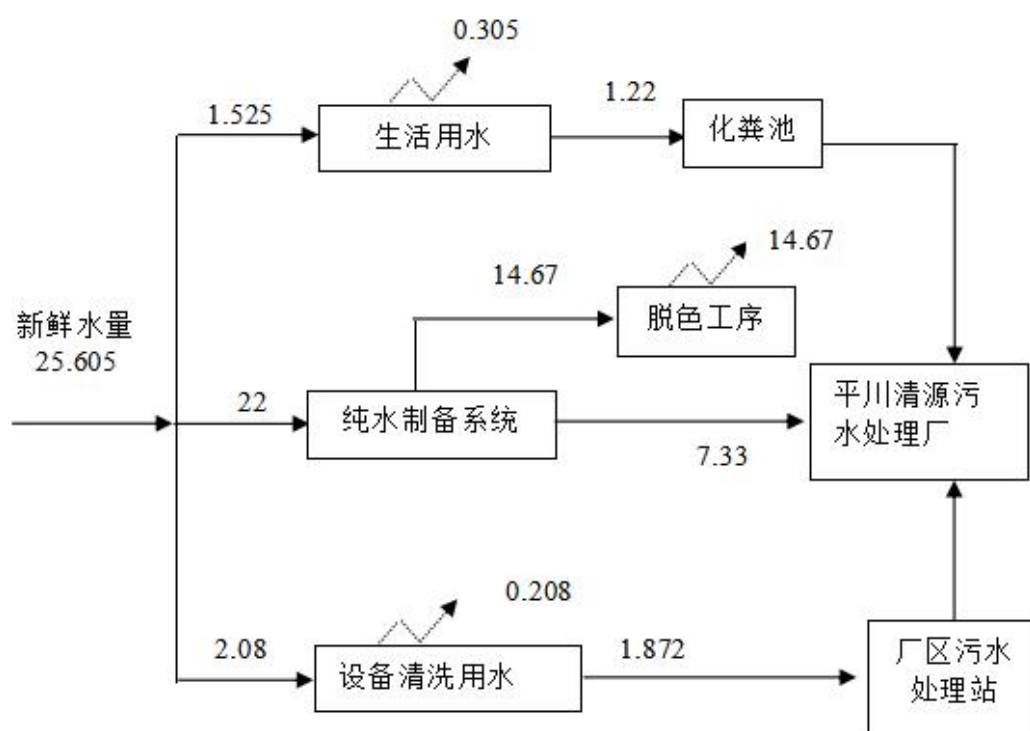 0.305
1.525
生活用水
1.22
化粪池
14.67
14.67
脱色工序
新鲜水量
25.605
22
纯水制备系统
7.33
平川清源污
水处理厂
0.208
2.08
设备清洗用水
1.872
厂区污水
处理站